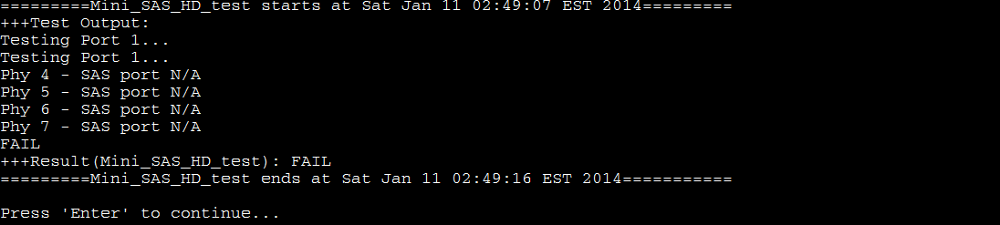 =========Mini_SAS_HD_test starts at Sat Jan 11 02:49:07 EST 2014=========
+++Test Output:
Testing Port 1...
Testing Port 1...
Phy 4 - SAS port N/A
Phy 5 - SAS port N/A
Phy 6 - SAS port N/A
Phy 7 - SAS port N/A
FAIL
+++Result(Mini_SAS_HD_test): FAIL
=========Mini_SAS_HD_test ends at Sat Jan 11 02:49:16 EST 2014===========
Press 'Enter' to continue...